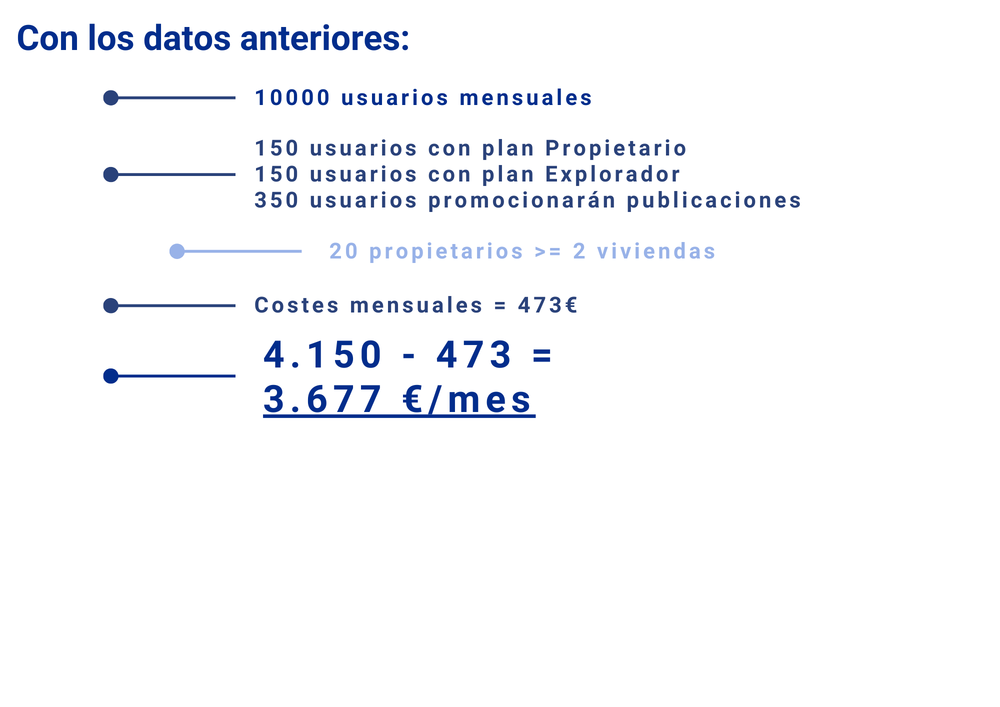 Con los datos anteriores:
10000 usuarios mensuales
150 usuarios con plan Propietario
150 usuarios con plan Explorador
350 usuarios promocionarán publicaciones
20 propietarios >= 2 viviendas
Costes mensuales = 473€
4.150 - 473 =
3.677 €/mes